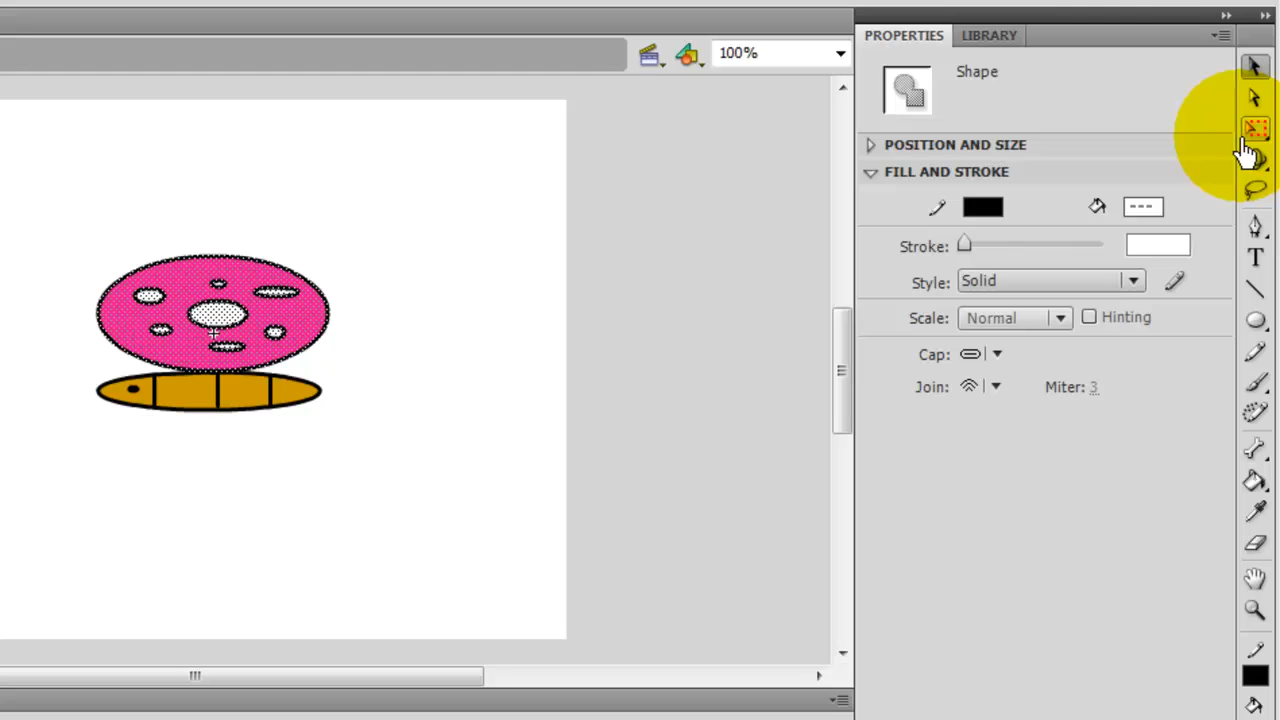 PROPERTIES LIBRARY
100%
Shape
POSITION AND SIZE
FILL AND STROKE
Stroke:
Style: Solid
Scale: Normal Hinting
Cap:
Join: Miter: 3